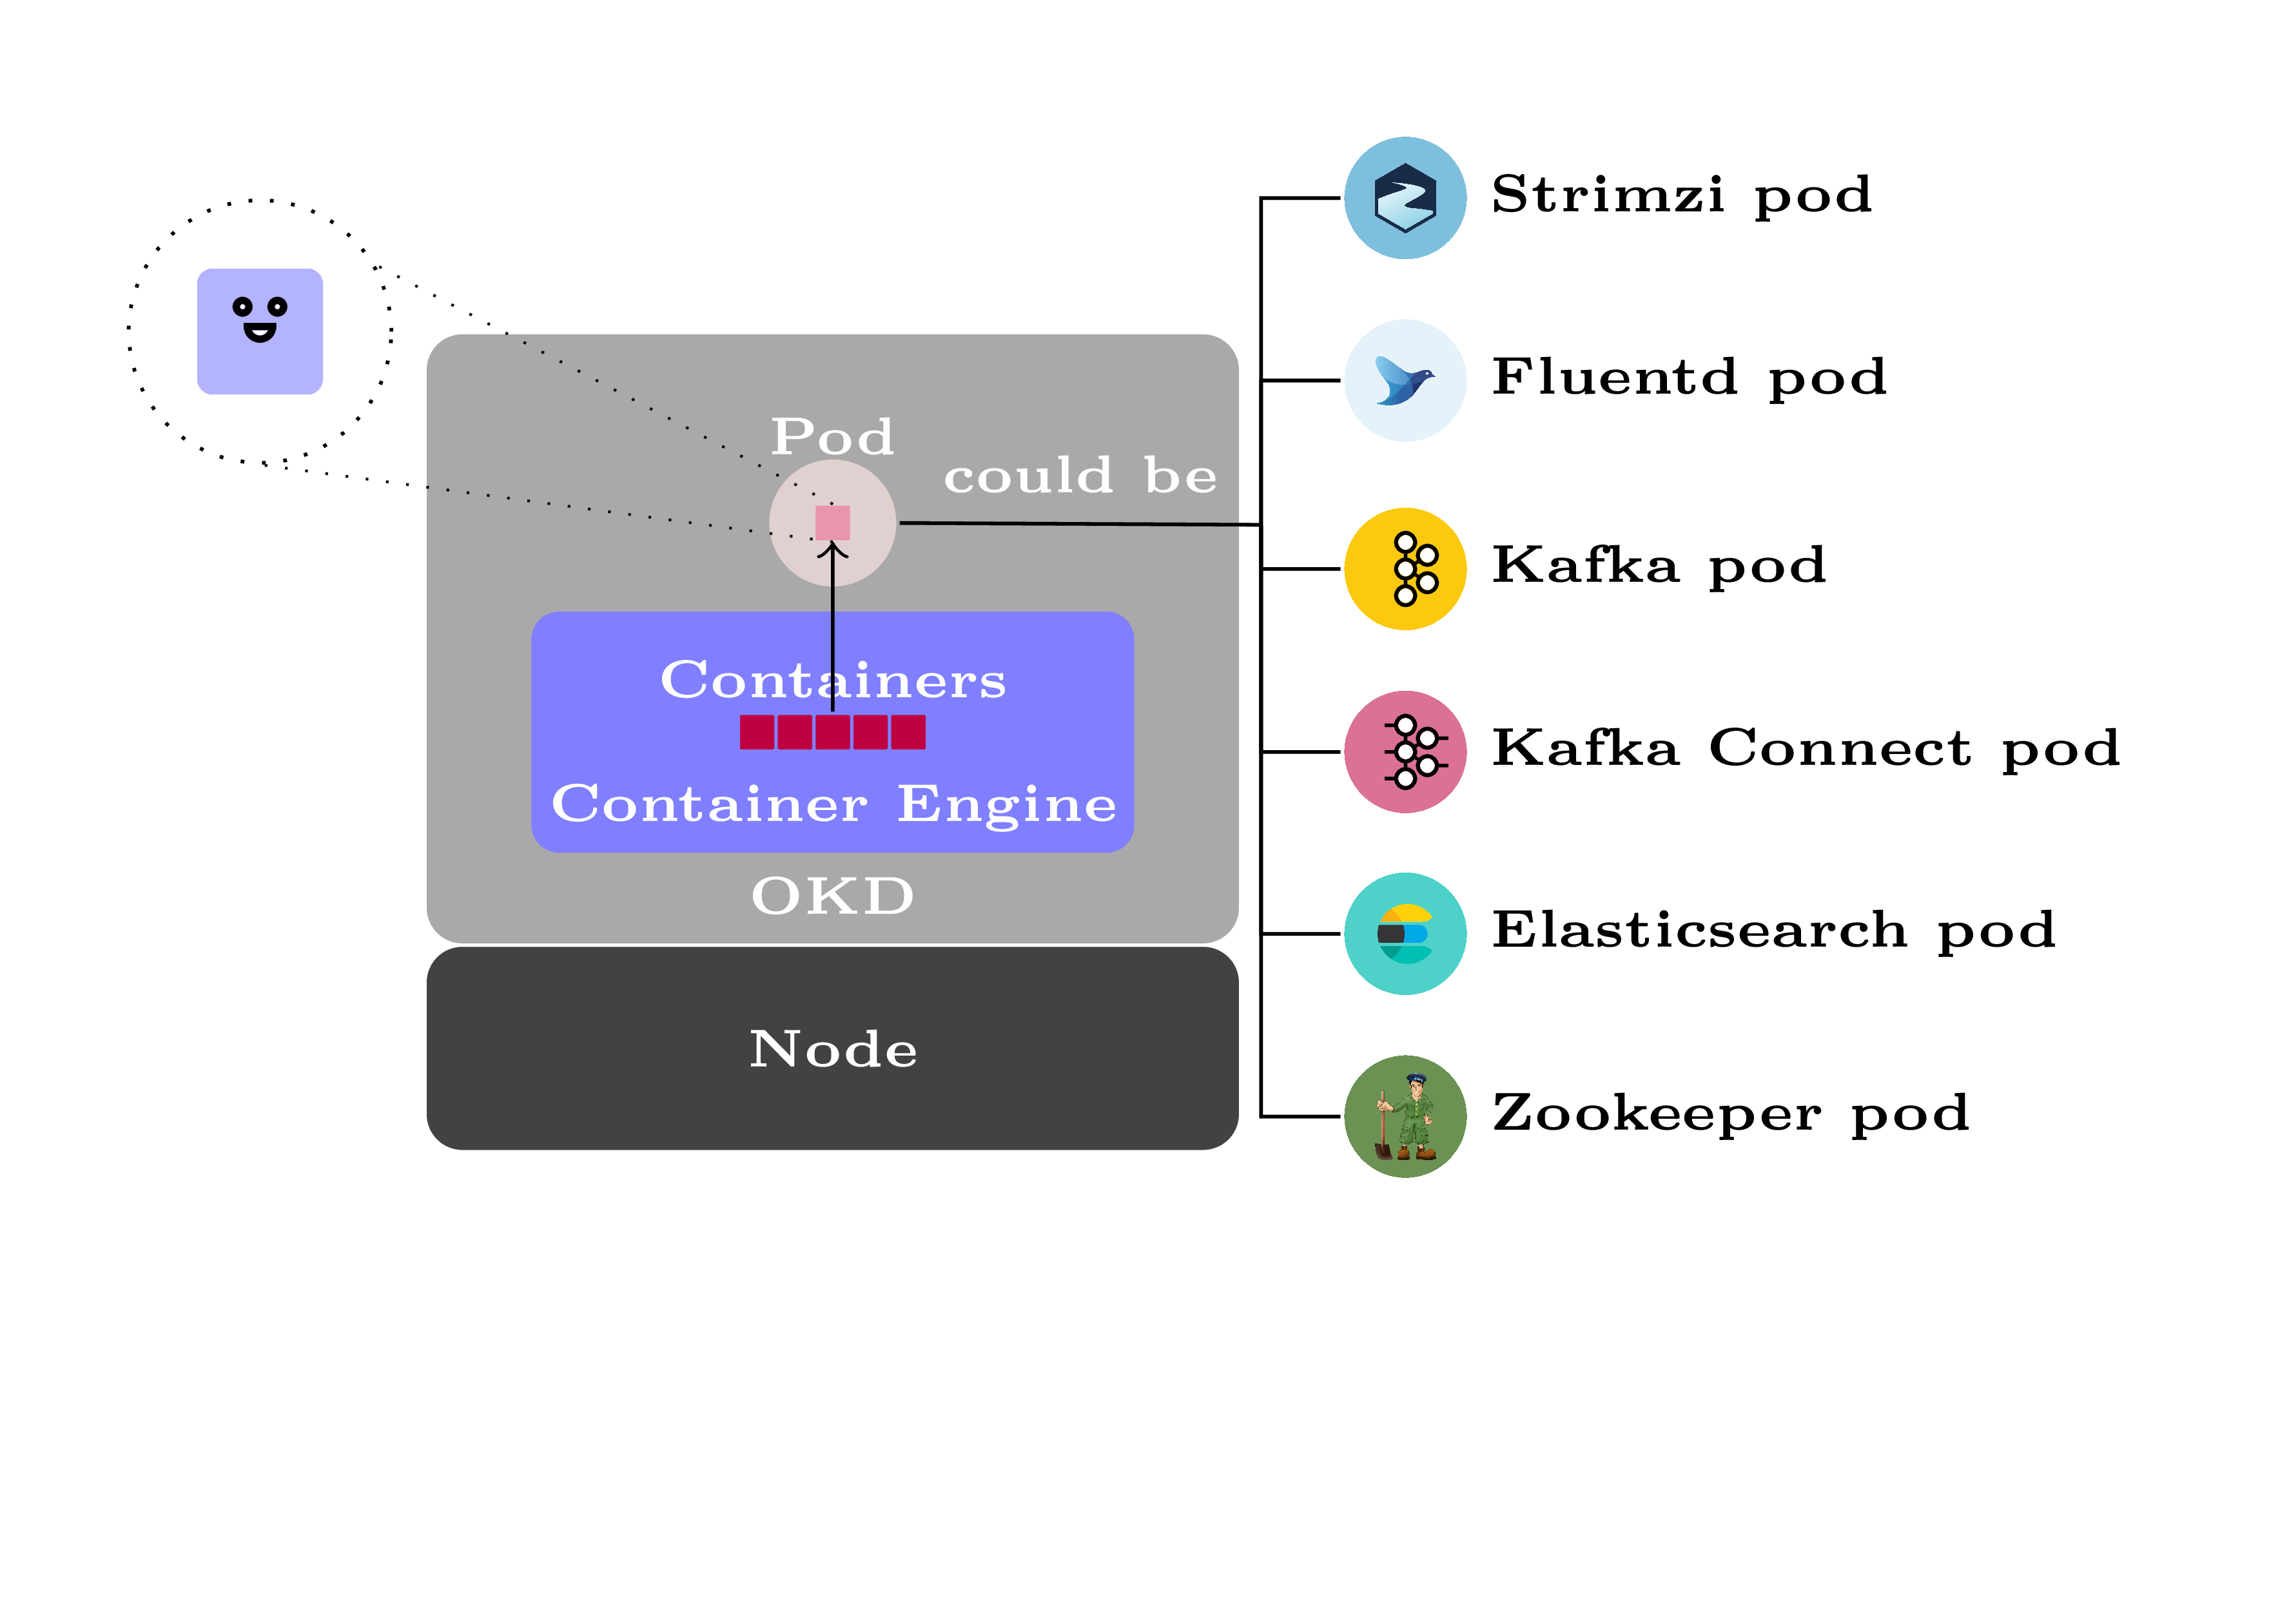 Pod
could be
Containers
Container Engine
OKD
Node
Strimzi pod
Fluentd pod
Kafka pod
Kafka Connect pod
Elasticsearch pod
Zookeeper pod